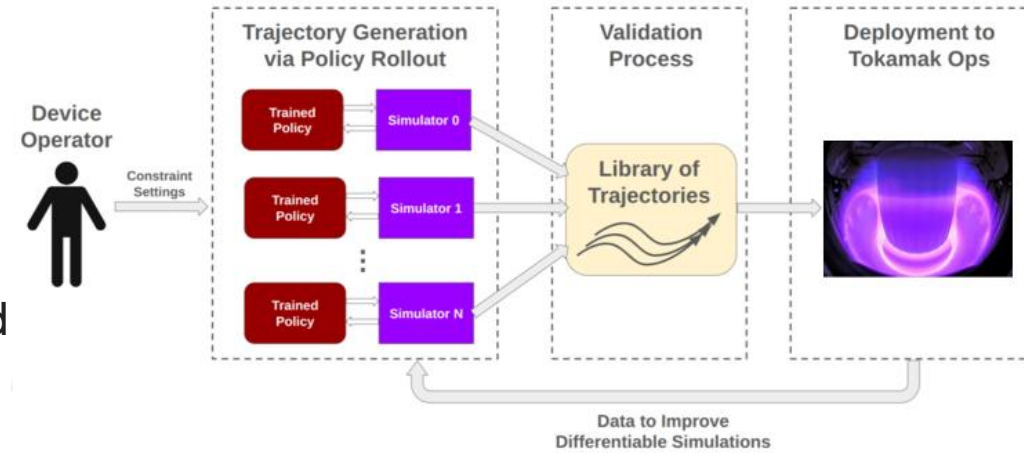 Trajectory Generation
via Policy Rollout
Validation
Process
Deployment to
Tokamak Ops
Device
Operator
Constraint
Settings
Trained
Policy
Simulator 0
Trained
Policy
Simulator 1
Trained
Policy
Simulator N
Library of
Trajectories
Data to Improve
Differentiable Simulations
d